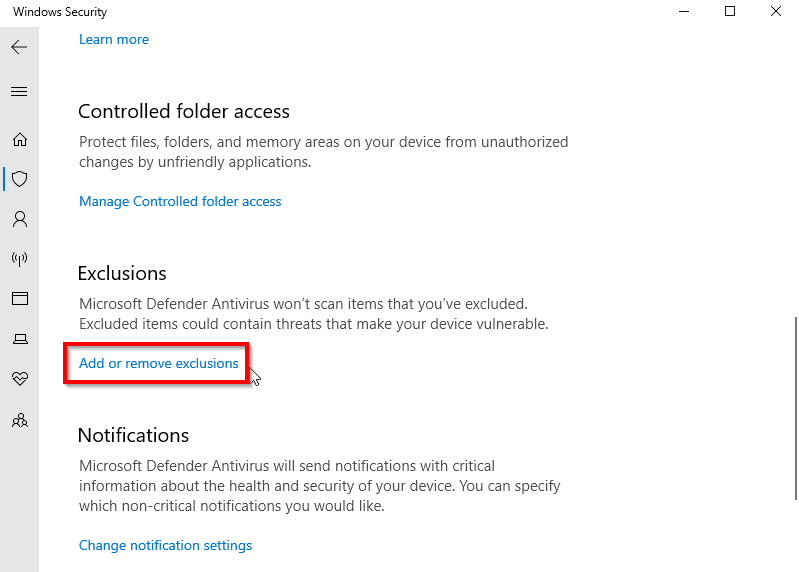 Windows Security
Learn more
Controlled folder access
Protect files, folders, and memory areas on your device from unauthorized
changes by unfriendly applications.
Manage Controlled folder access
Exclusions
Microsoft Defender Antivirus won’t scan items that you’ve excluded.
Excluded items could contain threats that make your device vulnerable.
Add or remove exclusions
Notifications
Microsoft Defender Antivirus will send notifications with critical
information about the health and security of your device. You can specify
which non-critical notifications you would like.
Change notification settings